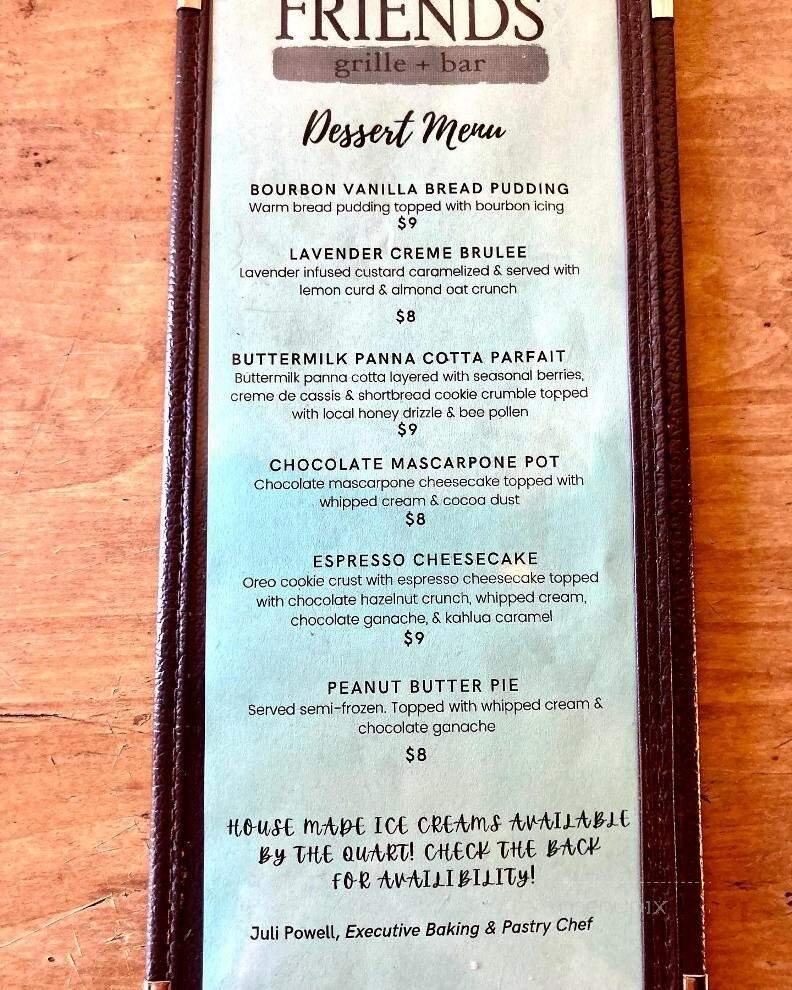 FRIENDS
grille + bar
Dessert Menu
BOURBON VANILLA BREAD PUDDING
Warm bread pudding topped with bourbon icing
$9
LAVENDER CREME BRULEE
Lavender infused custard caramelized & served with
lemon curd & almond oat crunch
$8
BUTTERMILK PANNA COTTA PARFAIT
Buttermilk panna cotta layered with seasonal berries,
creme de cassis & shortbread cookie crumble topped
with local honey drizzle & bee pollen
$9
CHOCOLATE MASCARPONE POT
Chocolate mascarpone cheesecake topped with
whipped cream & cocoa dust
$8
ESPRESSO CHEESECAKE
Oreo cookie crust with espresso cheesecake topped
with chocolate hazelnut crunch, whipped cream,
chocolate ganache, & kahlua caramel
$9
PEANUT BUTTER PIE
Served semi-frozen. Topped with whipped cream &
chocolate ganache
$8
HOUSE MADE ICE CREAMS AVAILABLE
BY THE QUART! CHECK THE BACK
FOR AVAILIBILITY!
Juli Powell, Executive Baking & Pastry Chef